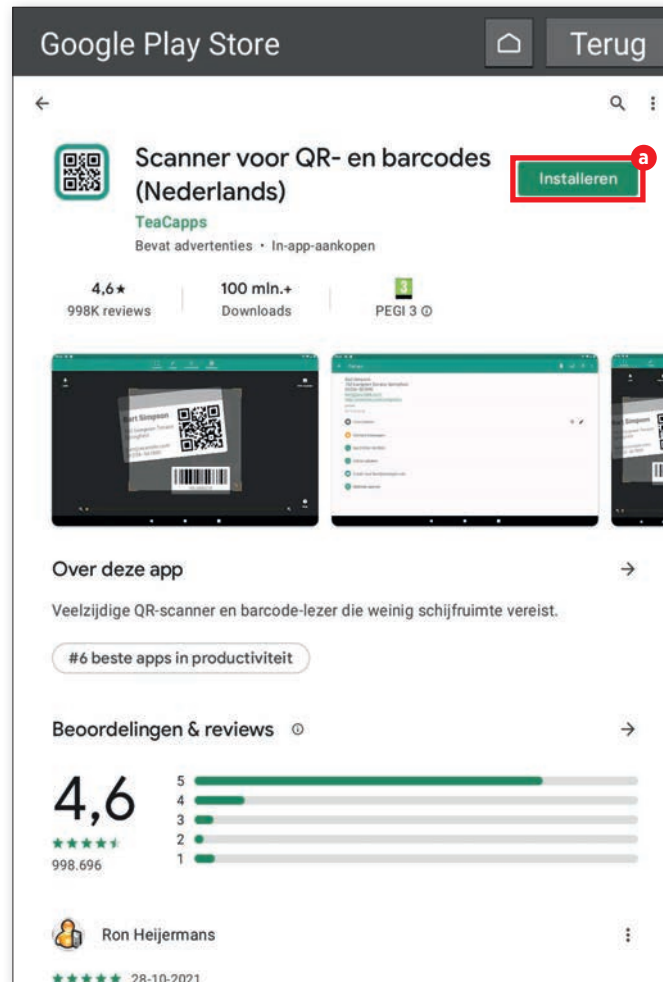 Google Play Store
Terug
Scanner voor QR- en barcodes
(Nederlands)
a
Installeren
TeaCapps
Bevat advertenties • In-app-aankopen
4,6★
998K reviews
100 mln.+
Downloads
3
PEGI 3
Bart Simpson
Over deze app
Veelzijdige QR-scanner en barcode-lezer die weinig schijfruimte vereist.
#6 beste apps in productiviteit
Beoordelingen & reviews
4,6
5
4
3
2
1
998.696
Ron Heijermans
28-10-2021